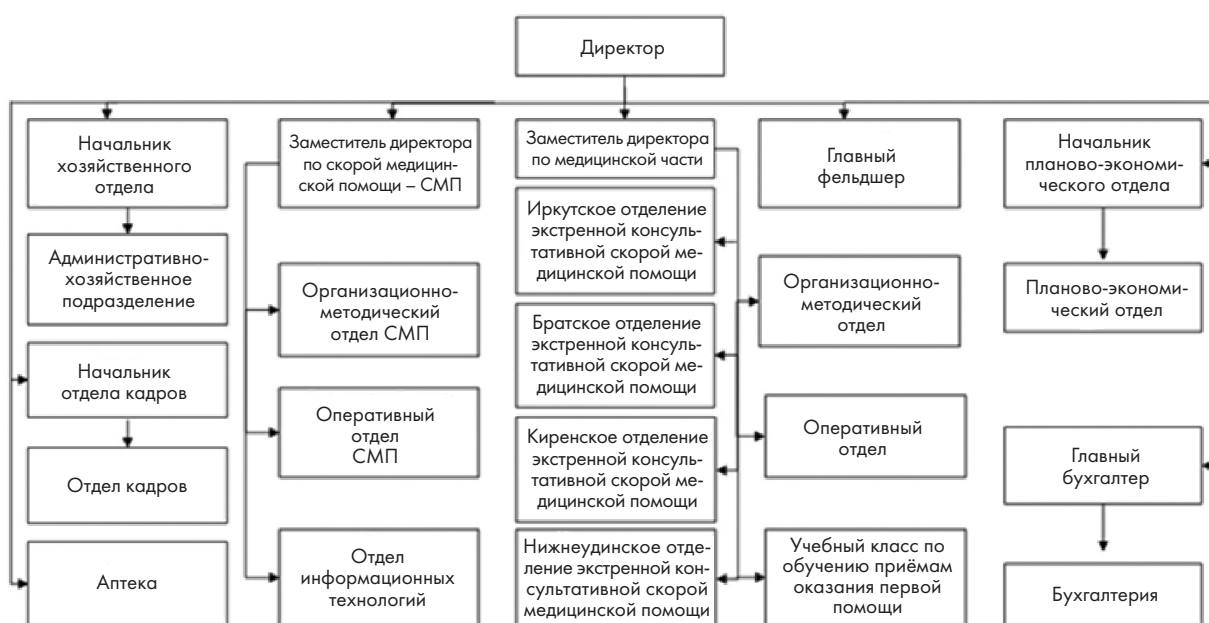 Директор
Начальник
хозяйственного
отдела
Административно-
хозяйственное
подразделение
Начальник
отдела кадров
Отдел кадров
Аптека
Заместитель директора
по скорой медицин-
ской помощи – СМП
Организационно-
методический
отдел СМП
Оперативный
отдел
СМП
Отдел
информационных
технологий
Заместитель директора
по медицинской части
Иркутское отделение
экстренной консуль-
тативной скорой ме-
дицинской помощи
Братское отделение
экстренной консуль-
тативной скорой ме-
дицинской помощи
Киренское отделение
экстренной консуль-
тативной скорой ме-
дицинской помощи
Нижнеудинское отде-
ление экстренной кон-
сультативной скорой
медицинской помощи
Главный
фельдшер
Организационно-
методический
отдел
Оперативный
отдел
Учебный класс по
обучению приёмам
оказания первой
помощи
Начальник
планово-экономи-
ческого отдела
Планово-экономи-
ческий отдел
Главный
бухгалтер
Бухгалтерия